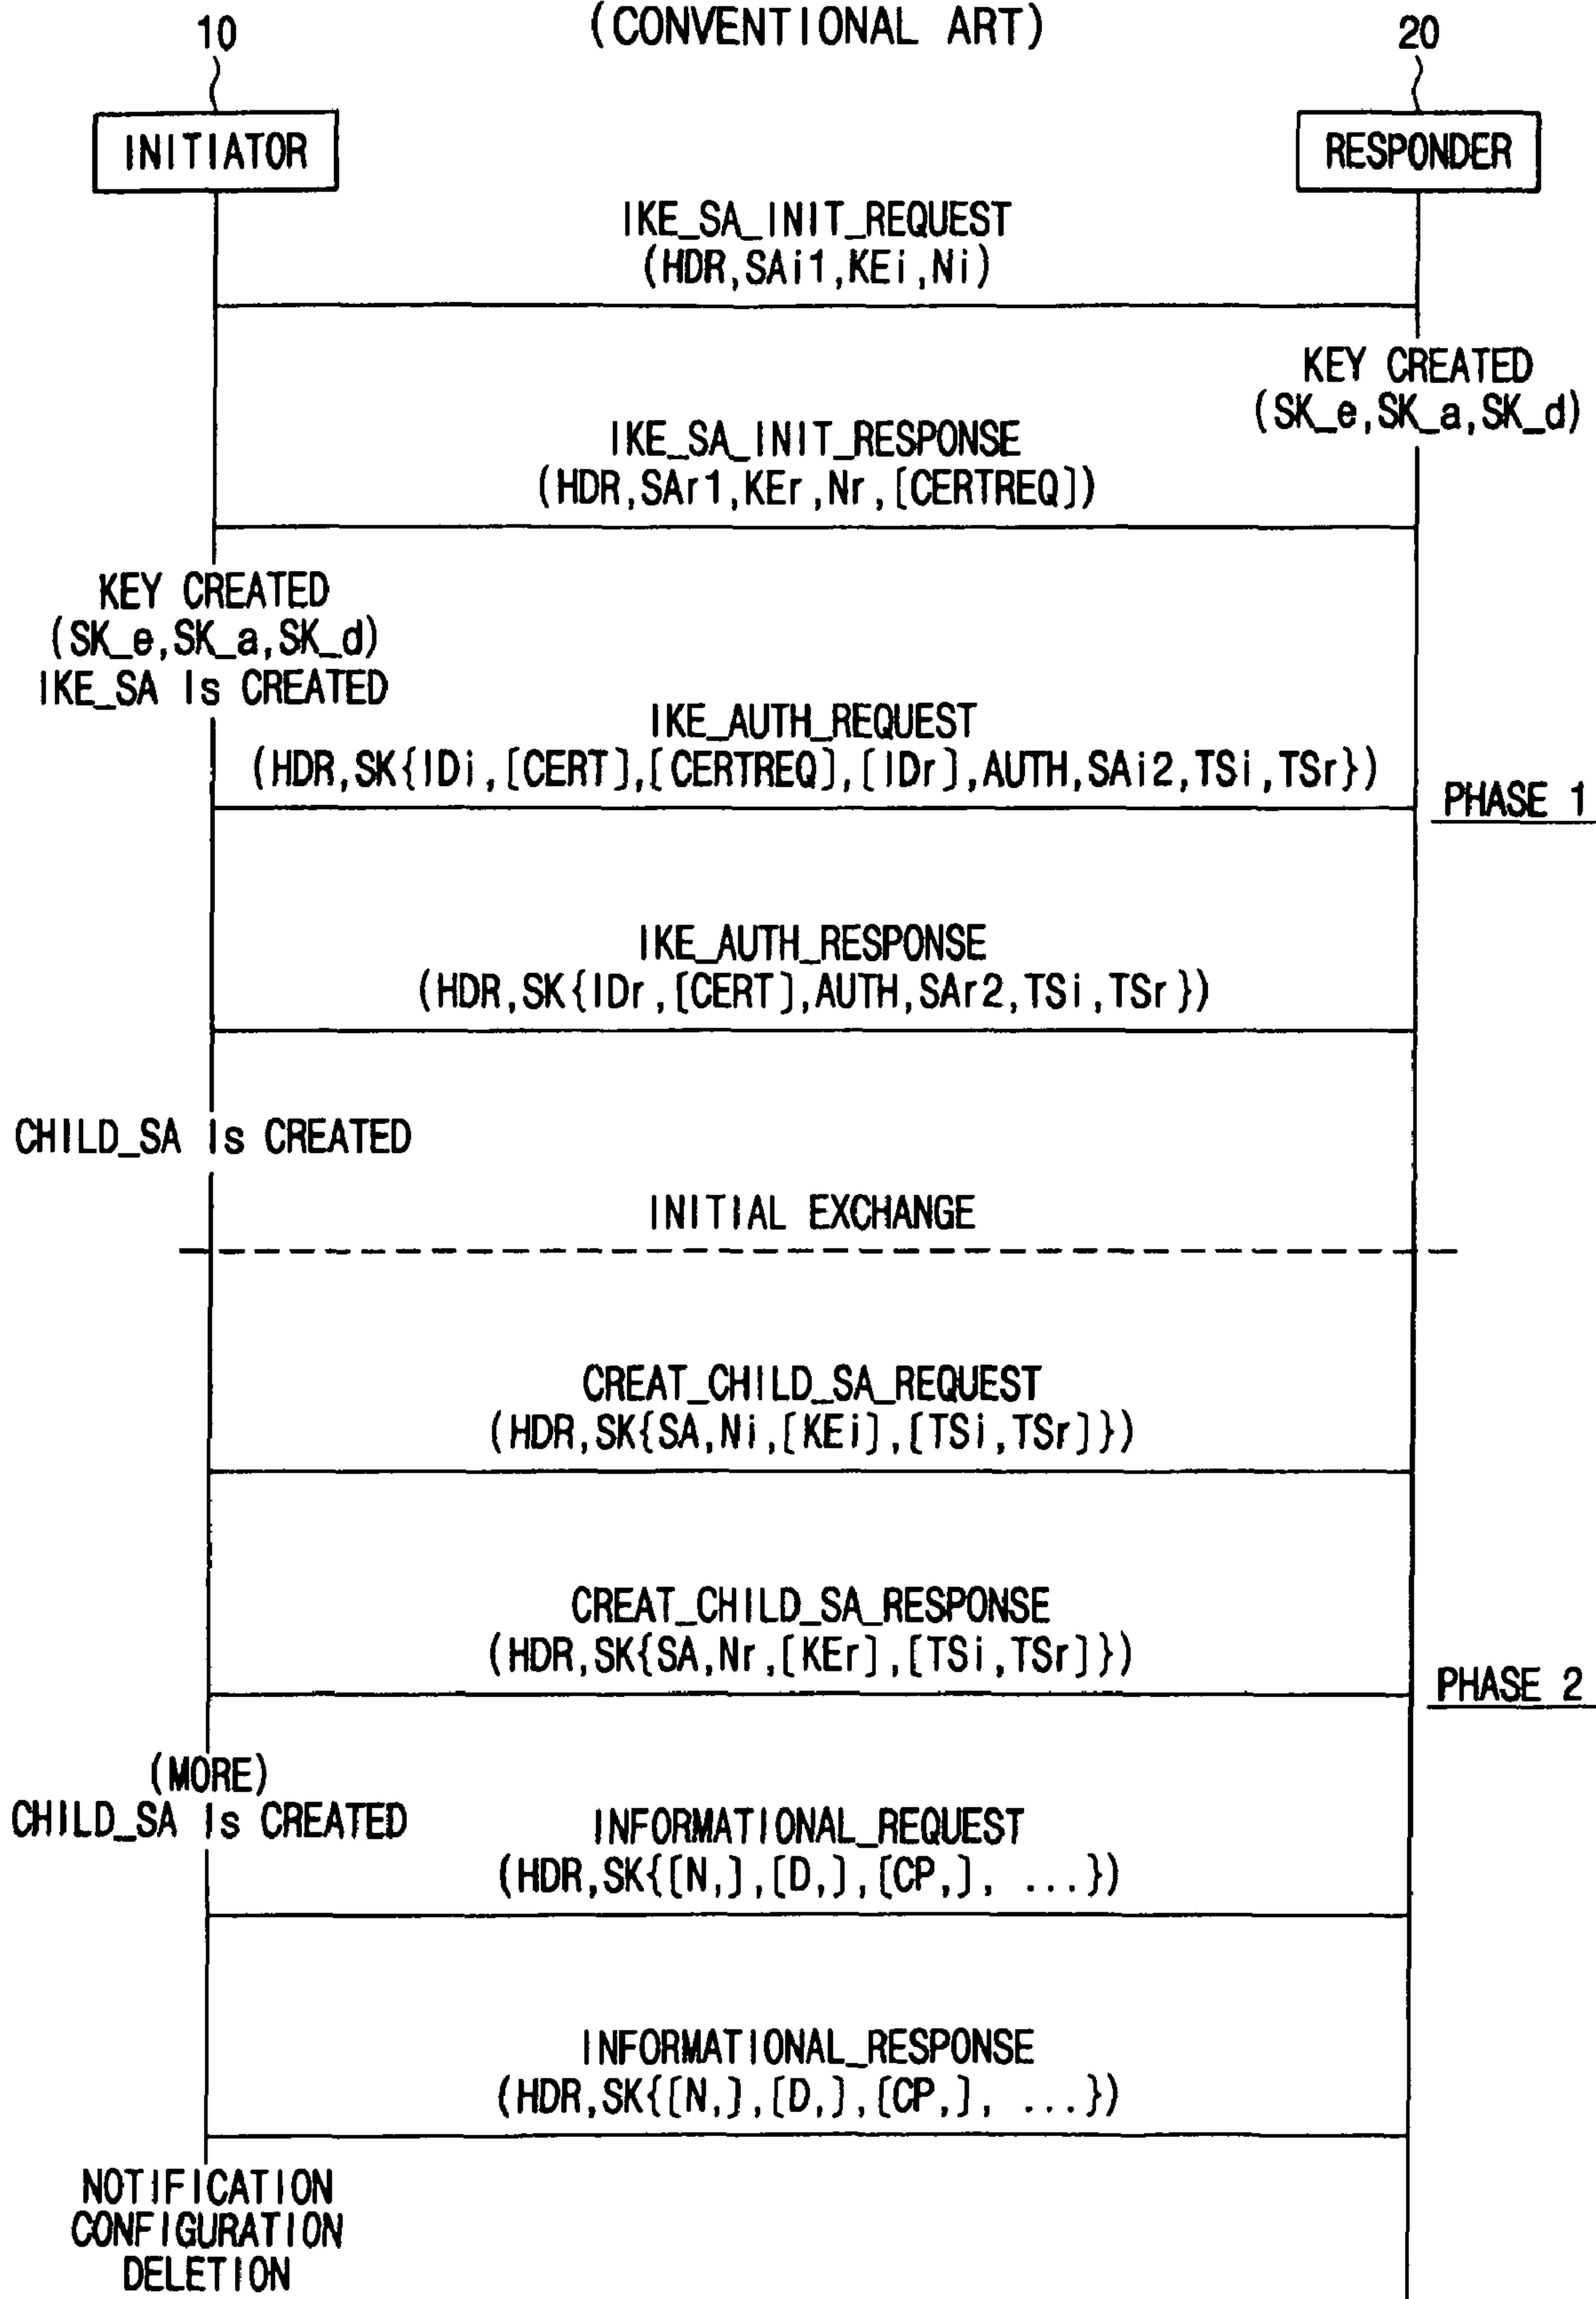 (CONVENTIONAL ART)
10
20
INITIATOR
RESPONDER
IKE_SA_INIT_REQUEST
(HDR,SAi1,KEi,Ni)
KEY CREATED
(SK_e,SK_a,SK_d)
IKE_SA_INIT_RESPONSE
(HDR,SAr1,KEr,Nr,[CERTREQ])
KEY CREATED
(SK_e,SK_a,SK_d)
IKE_SA Is CREATED
IKE_AUTH_REQUEST
(HDR,SK{IDi,[CERT],[CERTREQ],[IDr],AUTH,SAi2,TSi,TSr})
PHASE 1
IKE_AUTH_RESPONSE
(HDR,SK{IDr,[CERT],AUTH,SAr2,TSi,TSr})
CHILD_SA Is CREATED
INITIAL EXCHANGE
CREAT_CHILD_SA_REQUEST
(HDR,SK{SA,Ni,[KEi],[TSi,TSr]})
CREAT_CHILD_SA_RESPONSE
(HDR,SK{SA,Nr,[KEr],[TSi,TSr]})
PHASE 2
(MORE)
CHILD_SA Is CREATED
INFORMATIONAL_REQUEST
(HDR,SK{[N,],[D,],[CP,], ...})
INFORMATIONAL_RESPONSE
(HDR,SK{[N,],[D,],[CP,], ...})
NOTIFICATION
CONFIGURATION
DELETION